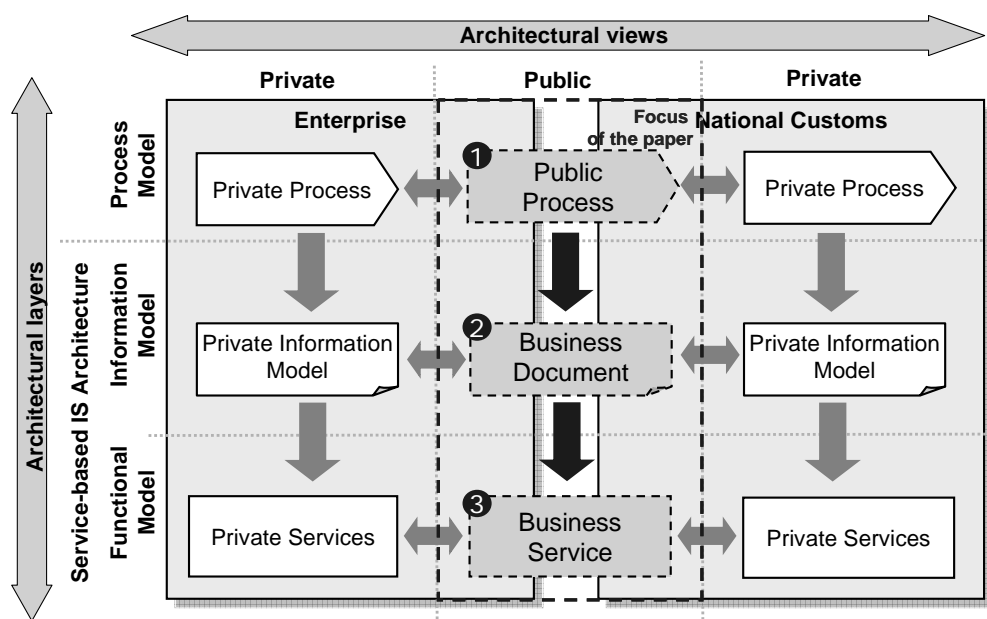 Architectural views
Private
Public
Private
Enterprise
Focus
of the paper
National Customs
Architectural layers
Service-based IS Architecture
Process
Model
Information
Model
Functional
Model
Private Process
1
Public
Process
Private Process
Private Information
Model
2
Business
Document
Private Information
Model
Private Services
3
Business
Service
Private Services